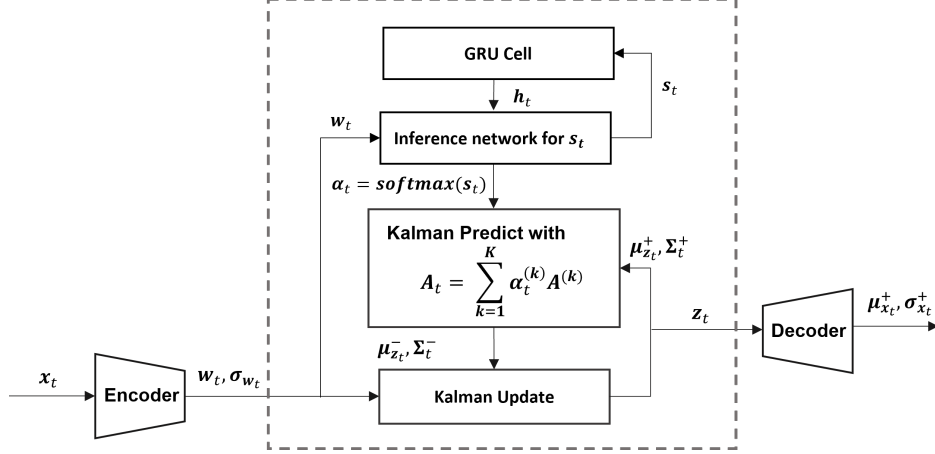 GRU Cell
h_t
s_t
w_t
Inference network for s_t
α_t = softmax(s_t)
Kalman Predict with
A_t = ∑_{k=1}^{K} α_t^{(k)} A^{(k)}
μ_{z_t}^+, Σ_t^+
μ_{z_t}^-, Σ_t^-
z_t
Decoder
μ_{x_t}^+, σ_{x_t}^+
x_t
Encoder
w_t, σ_{w_t}
Kalman Update